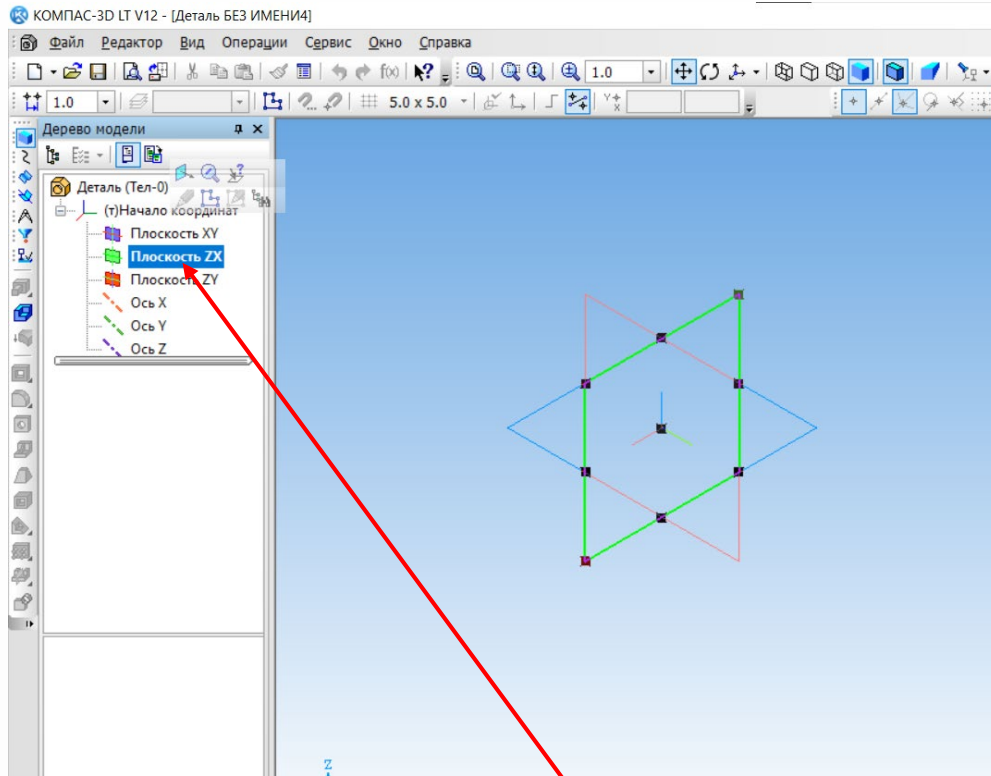 КОМПАС-3D LT V12 - [Деталь БЕЗ ИМЕНИ4]
Файл Редактор Вид Операции Сервис Окно Справка
f(x) 1.0
1.0 5.0 x 5.0
Дерево модели
Деталь (Тел-0)
(т)Начало координат
Плоскость XY
Плоскость ZX
Плоскость ZY
Ось X
Ось Y
Ось Z
Z